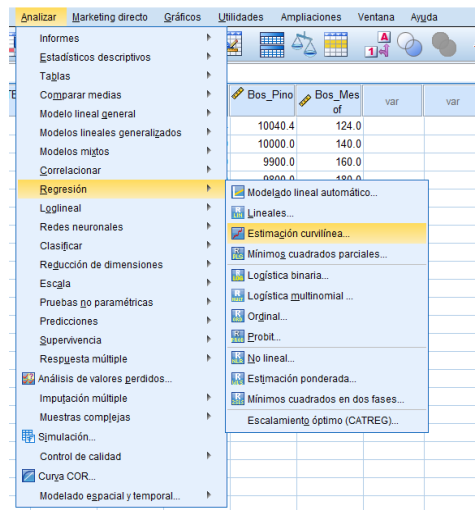 Analizar Marketing directo Gráficos Utilidades Ampliaciones Ventana Ayuda
Informes
Estadísticos descriptivos
Tablas
Comparar medias
Modelo lineal general
Modelos lineales generalizados
Modelos mixtos
Correlacionar
Regresión
Loglineal
Redes neuronales
Clasificar
Reducción de dimensiones
Escala
Pruebas no paramétricas
Predicciones
Supervivencia
Respuesta múltiple
Análisis de valores perdidos...
Imputación múltiple
Muestras complejas
Simulación...
Control de calidad
Curva COR...
Modelado espacial y temporal...
Bos_Pino Bos_Mes
of var var
10040.4 124.0
10000.0 140.0
9900.0 160.0
9800.0 180.0
Modelado lineal automático...
Lineales...
Estimación curvilínea...
Mínimos cuadrados parciales...
Logística binaria...
Logística multinomial ...
Ordinal...
Probit...
No lineal...
Estimación ponderada...
Mínimos cuadrados en dos fases...
Escalamiento óptimo (CATREG)...